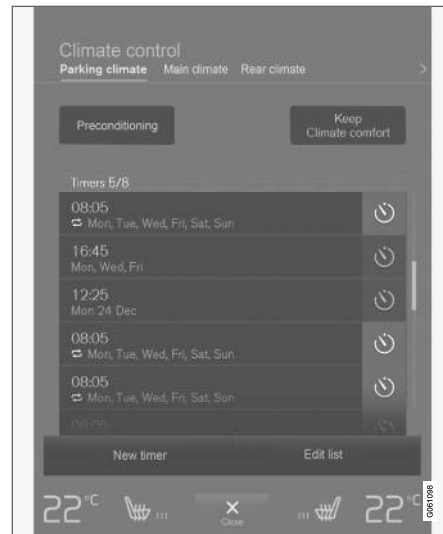 Climate control
Parking climate Main climate Rear climate
Preconditioning
Keep
Climate comfort
Timers 5/8
08:05
Mon, Tue, Wed, Fri, Sat, Sun
16:45
Mon, Wed, Fri
12:25
Mon 24 Dec
08:05
Mon, Tue, Wed, Fri, Sat, Sun
08:05
Mon, Tue, Wed, Fri, Sat, Sun
08:05
New timer Edit list
22°C 22°C
Close
G061098